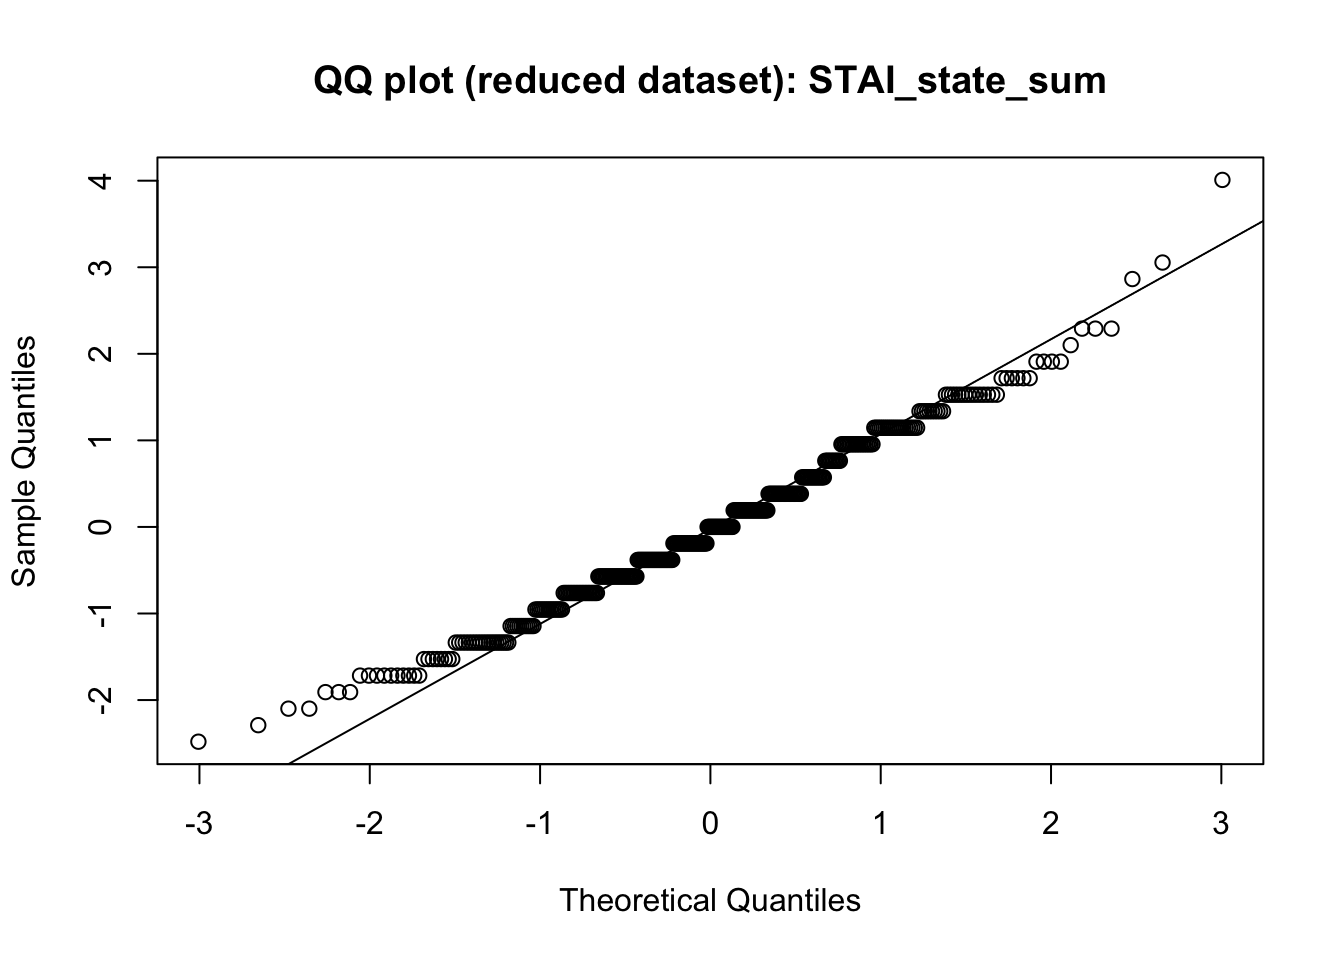 QQ plot (reduced dataset): STAI_state_sum
4
3
2
1
0
-1
-2
Sample Quantiles
-3 -2 -1 0 1 2 3
Theoretical Quantiles